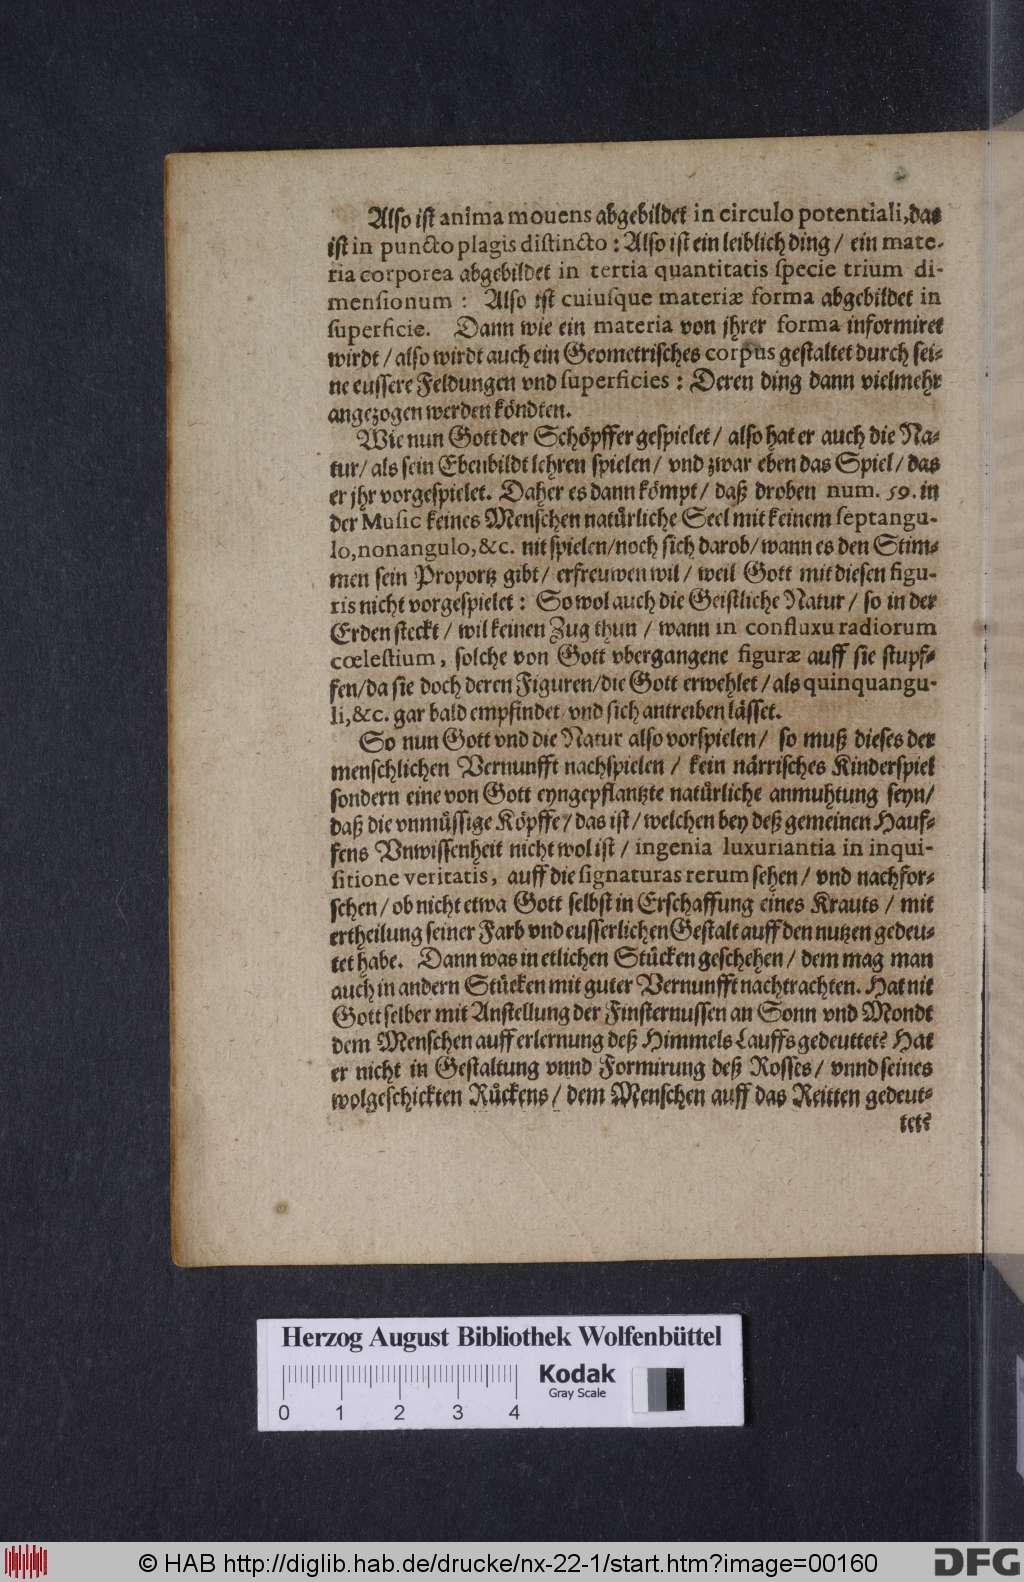 Also ist anima mouens abgebildet in circulo potentiali, das
ist in puncto plagis distincto : Also ist ein leiblich ding / ein mate-
ria corporea abgebildet in tertia quantitatis specie trium di-
mensionum : Also ist cuiusque materiæ forma abgebildet in
superficie. Dann wie ein materia von jhrer forma informiret
wirdt / also wirdt auch ein Geometrisches corpus gestaltet durch sei-
ne eussere Feldungen vnd superficies : Deren ding dann vielmehr
angezogen werden köndten.
Wie nun Gott der Schöpffer gespielet / also hat er auch die Na-
tur / als sein Ebenbildt lehren spielen / vnd zwar eben das Spiel / das
er jhr vorgespielet. Daher es dann kömpt / daß droben num. 59. in
der Music keines Menschen natürliche Seel mit keinem septangu-
lo, nonangulo, &c. nit spielen / noch sich darob / wann es den Stim-
men sein Proportz gibt / erfreuwen wil / weil Gott mit diesen figu-
ris nicht vorgespielet : So wol auch die Geistliche Natur / so in der
Erden steckt / wil keinen Zug thun / wann in confluxu radiorum
cœlestium, solche von Gott vbergangene figuræ auff sie stupf-
fen / da sie doch deren Figuren / die Gott erwehlet / als quinquangu-
li, &c. gar bald empfindet vnd sich antreiben lässet.
So nun Gott vnd die Natur also vorspielen / so muß dieses der
menschlichen Vernunfft nachspielen / kein närrisches Kinderspiel
sondern eine von Gott eyngepflantzte natürliche anmuhtung seyn /
daß die vnmüssige Köpffe / das ist / welchen bey deß gemeinen Hauf-
fens Vnwissenheit nicht wol ist / ingenia luxuriantia in inqui-
sitione veritatis, auff die signaturas rerum sehen / vnd nachfor-
schen / ob nicht etwa Gott selbst in Erschaffung eines Krauts / mit
ertheilung seiner Farb vnd eusserlichen Gestalt auff den nutzen gedeu-
tet habe. Dann was in etlichen Stücken geschehen / dem mag man
auch in andern Stücken mit guter Vernunfft nachtrachten. Hat nit
Gott selber mit Anstellung der Finsternussen an Sonn vnd Mondt
dem Menschen auff erlernung deß Himmels Lauffs gedeuttet? Hat
er nicht in Gestaltung vnnd Formirung deß Rosses / vnnd seines
wolgeschickten Rückens / dem Menschen auff das Reitten gedeut-
tet?
Herzog August Bibliothek Wolfenbüttel
Kodak
Gray Scale
0 1 2 3 4
© HAB http://diglib.hab.de/drucke/nx-22-1/start.htm?image=00160
DFG